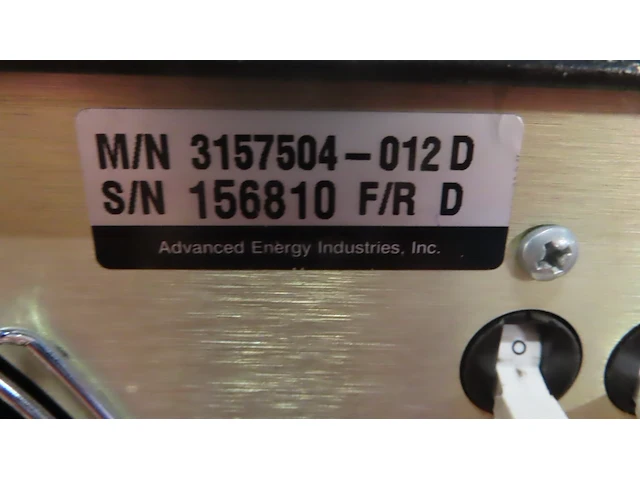 M/N 3157504-012 D
S/N 156810 F/R D
Advanced Energy Industries, Inc.
O